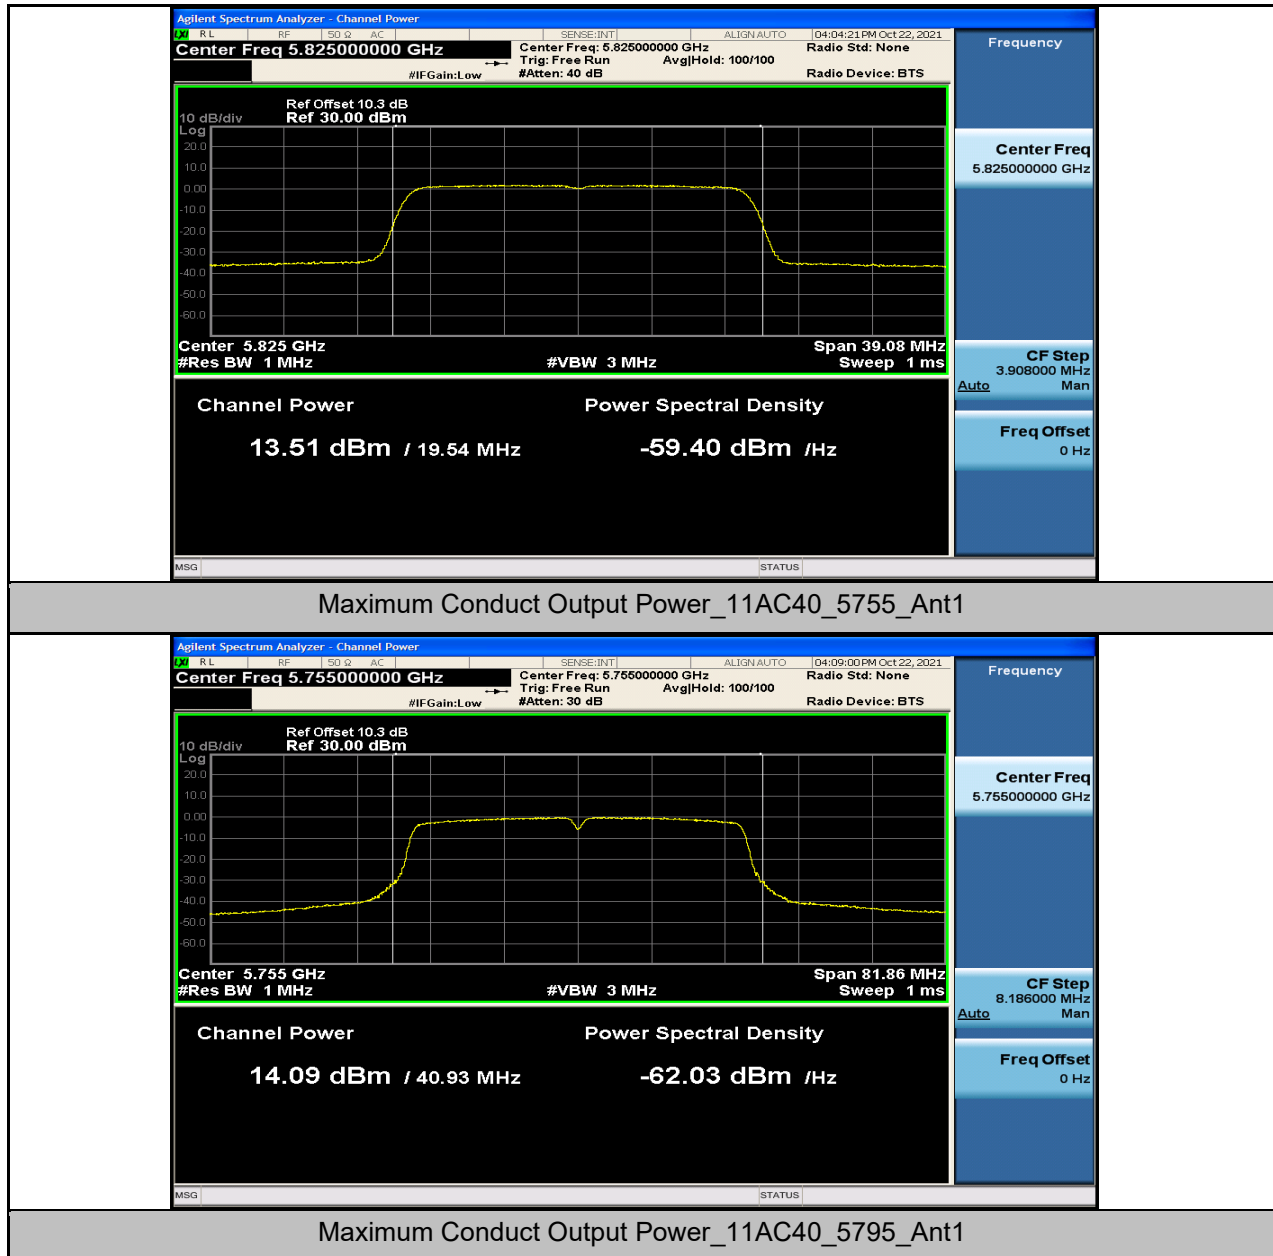 Agilent Spectrum Analyzer - Channel Power
LXI RL RF 50 Ω AC SENSE:INT ALIGN AUTO 04:04:21 PM Oct 22, 2021
Center Freq 5.825000000 GHz
Center Freq: 5.825000000 GHz
Radio Std: None
Trig: Free Run Avg|Hold: 100/100
#IFGain:Low #Atten: 40 dB Radio Device: BTS
Frequency
Ref Offset 10.3 dB
10 dB/div Ref 30.00 dBm
Log
20.0
10.0
0.00
-10.0
-20.0
-30.0
-40.0
-50.0
-60.0
Center Freq
5.825000000 GHz
Center 5.825 GHz Span 39.08 MHz
#Res BW 1 MHz #VBW 3 MHz Sweep 1 ms
CF Step
3.908000 MHz
Auto Man
Channel Power Power Spectral Density
13.51 dBm / 19.54 MHz -59.40 dBm /Hz
Freq Offset
0 Hz
MSG STATUS
Maximum Conduct Output Power_11AC40_5755_Ant1
Agilent Spectrum Analyzer - Channel Power
LXI RL RF 50 Ω AC SENSE:INT ALIGN AUTO 04:09:00 PM Oct 22, 2021
Center Freq 5.755000000 GHz
Center Freq: 5.755000000 GHz
Radio Std: None
Trig: Free Run Avg|Hold: 100/100
#IFGain:Low #Atten: 30 dB Radio Device: BTS
Frequency
Ref Offset 10.3 dB
10 dB/div Ref 30.00 dBm
Log
20.0
10.0
0.00
-10.0
-20.0
-30.0
-40.0
-50.0
-60.0
Center Freq
5.755000000 GHz
Center 5.755 GHz Span 81.86 MHz
#Res BW 1 MHz #VBW 3 MHz Sweep 1 ms
CF Step
8.186000 MHz
Auto Man
Channel Power Power Spectral Density
14.09 dBm / 40.93 MHz -62.03 dBm /Hz
Freq Offset
0 Hz
MSG STATUS
Maximum Conduct Output Power_11AC40_5795_Ant1